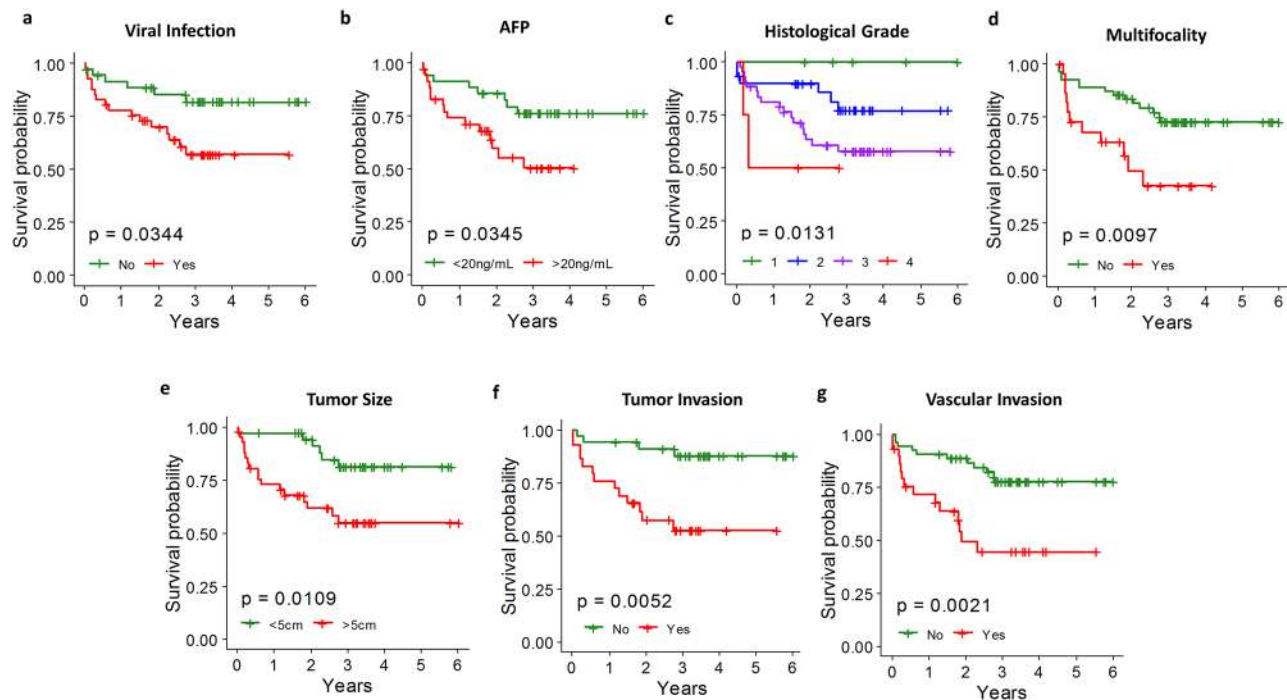 a
Viral Infection
Survival probability
1.00
0.75
0.50
0.25
0.00
p = 0.0344
No Yes
0 1 2 3 4 5 6
Years
b
AFP
Survival probability
1.00
0.75
0.50
0.25
0.00
p = 0.0345
<20ng/mL >20ng/mL
0 1 2 3 4 5 6
Years
c
Histological Grade
Survival probability
1.00
0.75
0.50
0.25
0.00
p = 0.0131
1 2 3 4
0 1 2 3 4 5 6
Years
d
Multifocality
Survival probability
1.00
0.75
0.50
0.25
0.00
p = 0.0097
No Yes
0 1 2 3 4 5 6
Years
e
Tumor Size
Survival probability
1.00
0.75
0.50
0.25
0.00
p = 0.0109
<5cm >5cm
0 1 2 3 4 5 6
Years
f
Tumor Invasion
Survival probability
1.00
0.75
0.50
0.25
0.00
p = 0.0052
No Yes
0 1 2 3 4 5 6
Years
g
Vascular Invasion
Survival probability
1.00
0.75
0.50
0.25
0.00
p = 0.0021
No Yes
0 1 2 3 4 5 6
Years